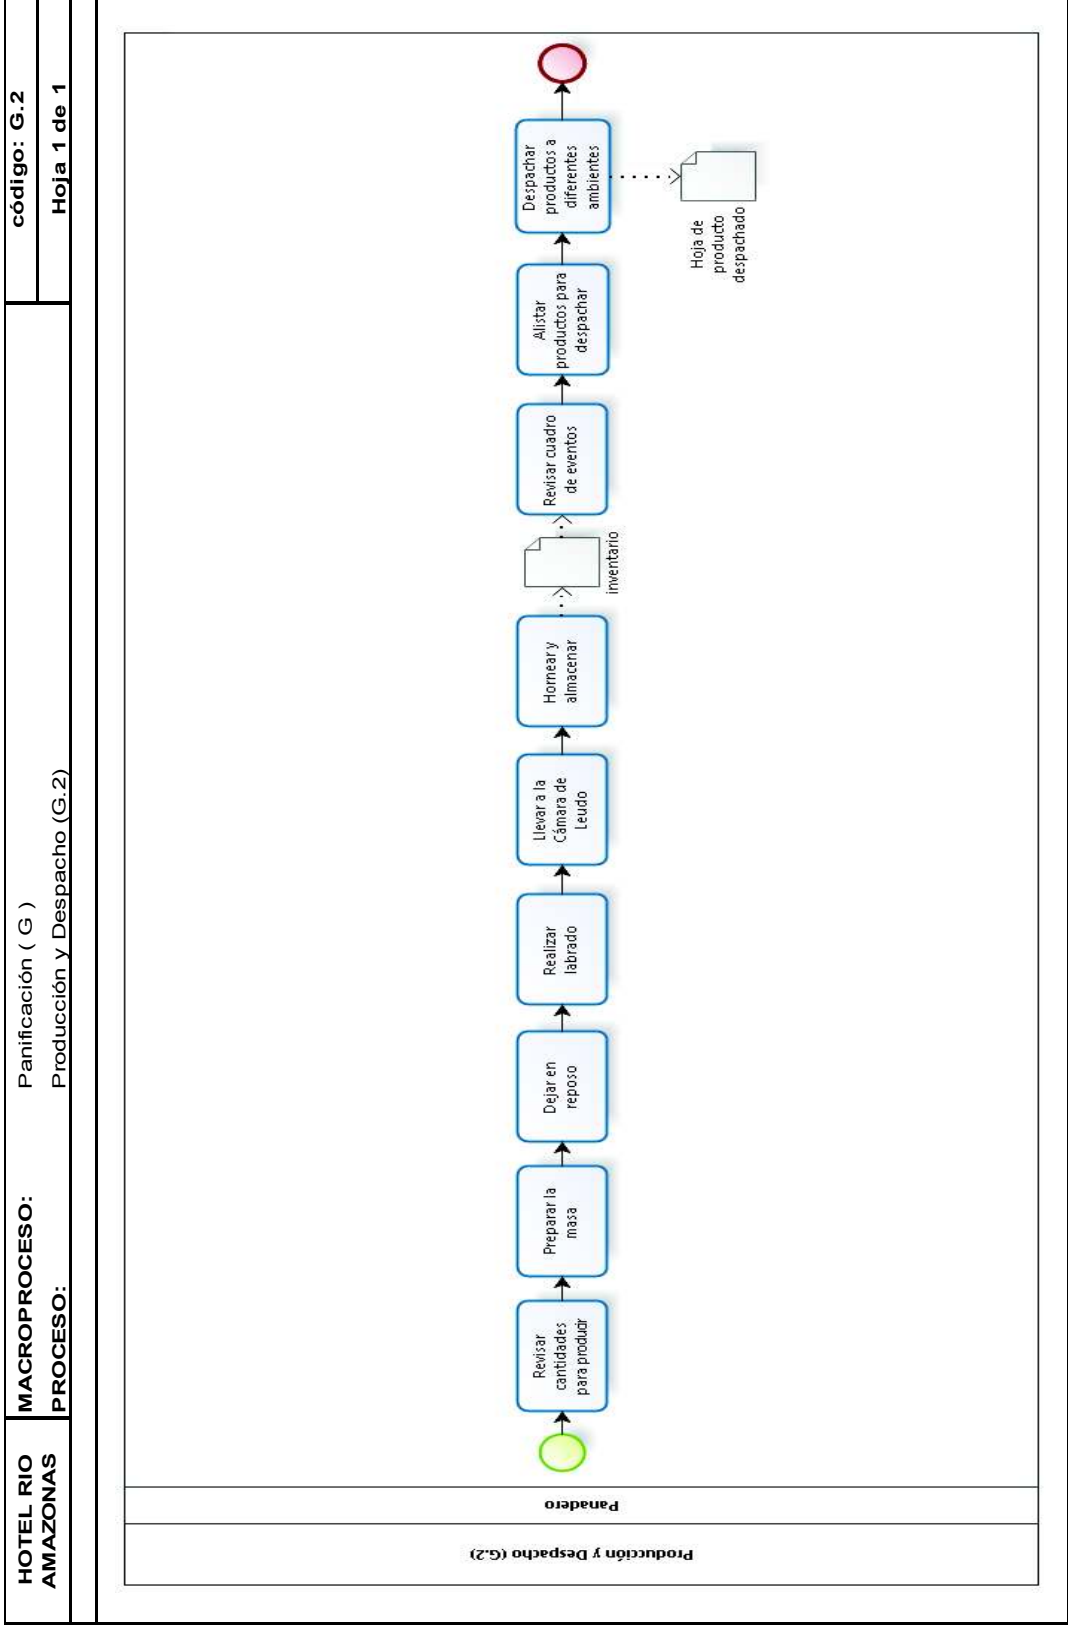 HOTEL RIO
AMAZONAS
MACROPROCESO:
Panificación ( G )
código: G.2
PROCESO:
Producción y Despacho (G.2)
Hoja 1 de 1
Producción y Despacho (G.2)
Panadero
Revisar
cantidades
para producir
Preparar la
masa
Dejar en
reposo
Realizar
labrado
Llevar a la
Cámara de
Leudo
Hornear y
almacenar
inventario
Revisar cuadro
de eventos
Alistar
productos para
despachar
Despachar
productos a
diferentes
ambientes
Hoja de
producto
despachado